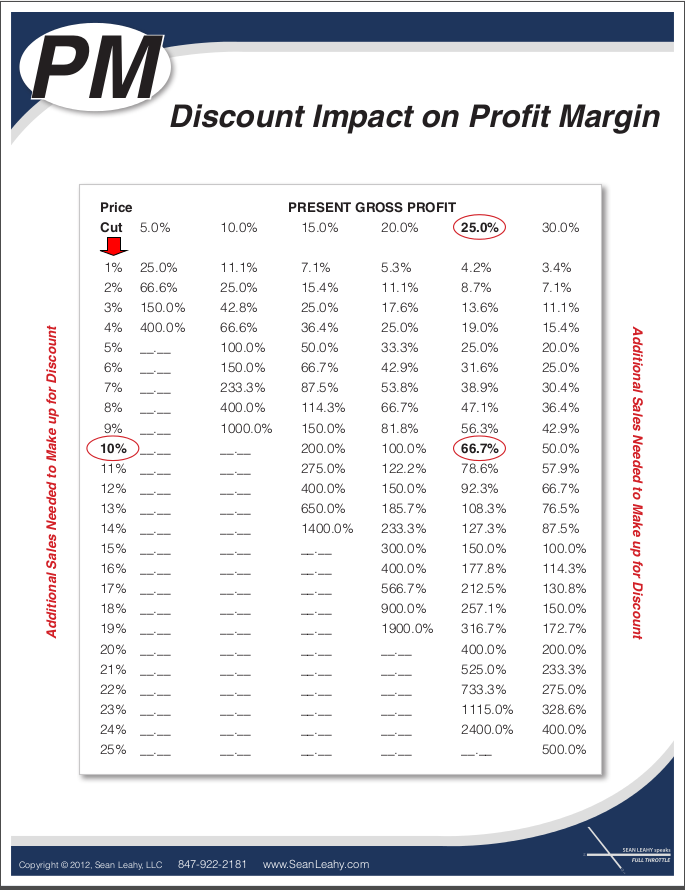 PM
Discount Impact on Profit Margin
Price PRESENT GROSS PROFIT
Cut 5.0% 10.0% 15.0% 20.0% 25.0% 30.0%
1% 25.0% 11.1% 7.1% 5.3% 4.2% 3.4%
2% 66.6% 25.0% 15.4% 11.1% 8.7% 7.1%
3% 150.0% 42.8% 25.0% 17.6% 13.6% 11.1%
4% 400.0% 66.6% 36.4% 25.0% 19.0% 15.4%
5% __.__ 100.0% 50.0% 33.3% 25.0% 20.0%
6% __.__ 150.0% 66.7% 42.9% 31.6% 25.0%
7% __.__ 233.3% 87.5% 53.8% 38.9% 30.4%
8% __.__ 400.0% 114.3% 66.7% 47.1% 36.4%
9% __.__ 1000.0% 150.0% 81.8% 56.3% 42.9%
10% __.__ __.__ 200.0% 100.0% 66.7% 50.0%
11% __.__ __.__ 275.0% 122.2% 78.6% 57.9%
12% __.__ __.__ 400.0% 150.0% 92.3% 66.7%
13% __.__ __.__ 650.0% 185.7% 108.3% 76.5%
14% __.__ __.__ 1400.0% 233.3% 127.3% 87.5%
15% __.__ __.__ __.__ 300.0% 150.0% 100.0%
16% __.__ __.__ __.__ 400.0% 177.8% 114.3%
17% __.__ __.__ __.__ 566.7% 212.5% 130.8%
18% __.__ __.__ __.__ 900.0% 257.1% 150.0%
19% __.__ __.__ __.__ 1900.0% 316.7% 172.7%
20% __.__ __.__ __.__ __.__ 400.0% 200.0%
21% __.__ __.__ __.__ __.__ 525.0% 233.3%
22% __.__ __.__ __.__ __.__ 733.3% 275.0%
23% __.__ __.__ __.__ __.__ 1115.0% 328.6%
24% __.__ __.__ __.__ __.__ 2400.0% 400.0%
25% __.__ __.__ __.__ __.__ __.__ 500.0%
Additional Sales Needed to Make up for Discount
Additional Sales Needed to Make up for Discount
Copyright © 2012, Sean Leahy, LLC 847-922-2181 www.SeanLeahy.com
SEAN LEAHY speaks
FULL THROTTLE